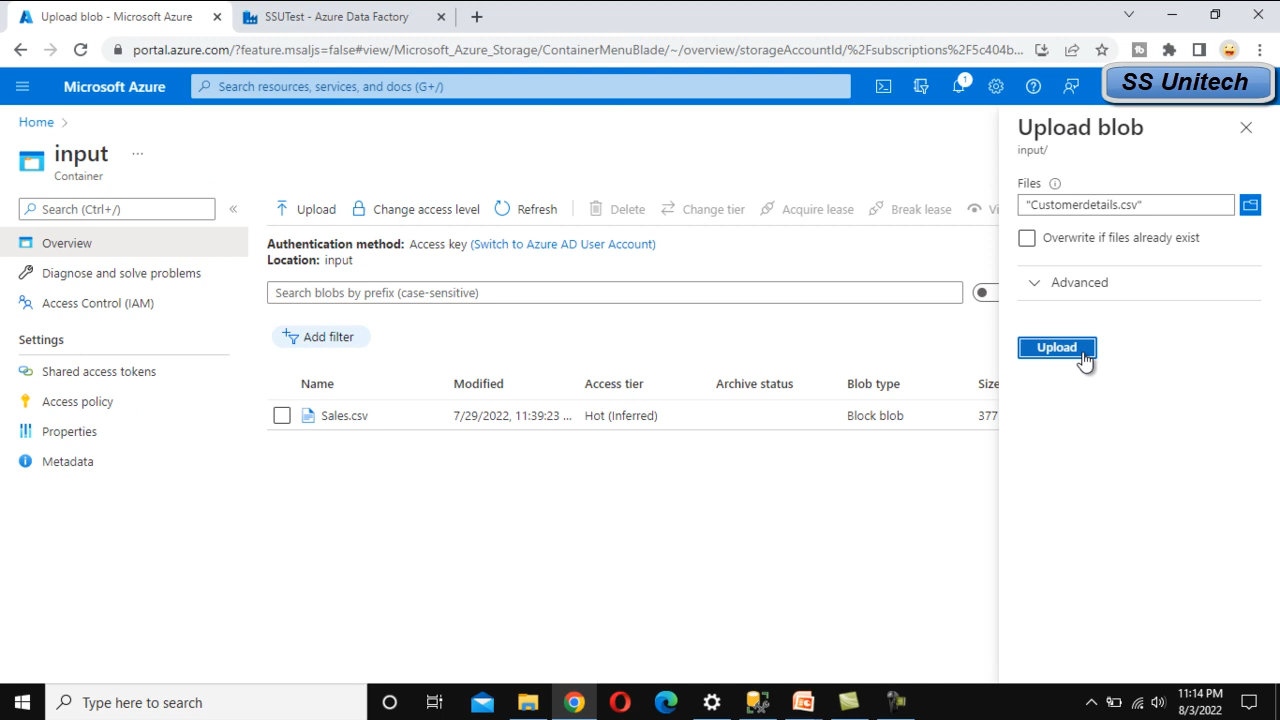 Upload blob - Microsoft Azure
SSUTest - Azure Data Factory
portal.azure.com/?feature.msaljs=false#view/Microsoft_Azure_Storage/ContainerMenuBlade/~/overview/storageAccountId/%2Fsubscriptions%2F5c404b...
Microsoft Azure
Search resources, services, and docs (G+/)
1
SS Unitech
Home
input
...
Container
Search (Ctrl+/)
«
Overview
Diagnose and solve problems
Access Control (IAM)
Settings
Shared access tokens
Access policy
Properties
Metadata
Upload
Change access level
Refresh
Delete
Change tier
Acquire lease
Break lease
Vi
Authentication method: Access key (Switch to Azure AD User Account)
Location: input
Search blobs by prefix (case-sensitive)
Add filter
Name Modified Access tier Archive status Blob type Size
Sales.csv 7/29/2022, 11:39:23 ... Hot (Inferred) Block blob 377
Upload blob
input/
Files
"Customerdetails.csv"
Overwrite if files already exist
Advanced
Upload
Type here to search
11:14 PM
8/3/2022